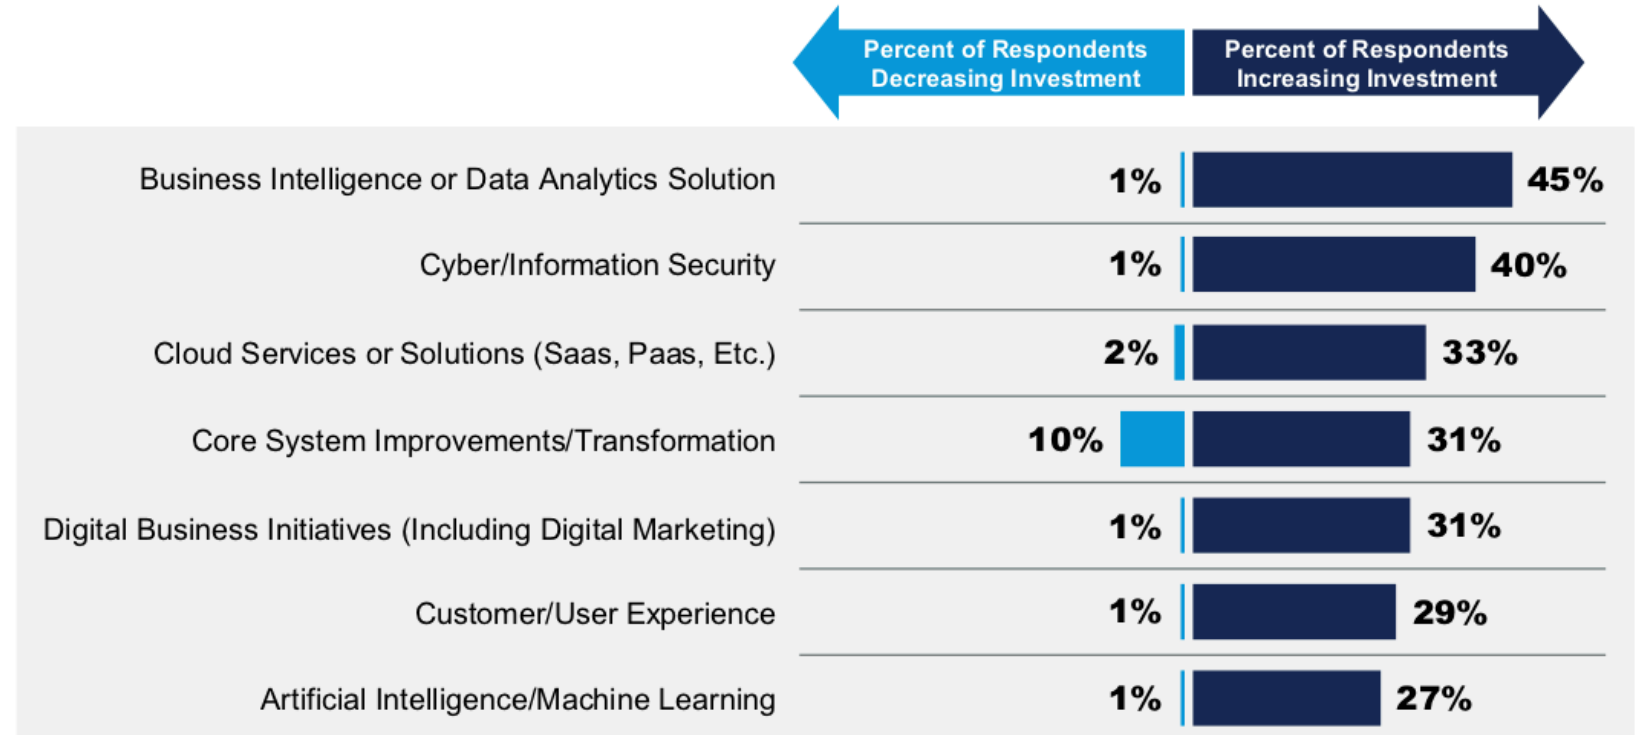 Percent of Respondents
Decreasing Investment
Percent of Respondents
Increasing Investment
Business Intelligence or Data Analytics Solution 1% 45%
Cyber/Information Security 1% 40%
Cloud Services or Solutions (Saas, Paas, Etc.) 2% 33%
Core System Improvements/Transformation 10% 31%
Digital Business Initiatives (Including Digital Marketing) 1% 31%
Customer/User Experience 1% 29%
Artificial Intelligence/Machine Learning 1% 27%